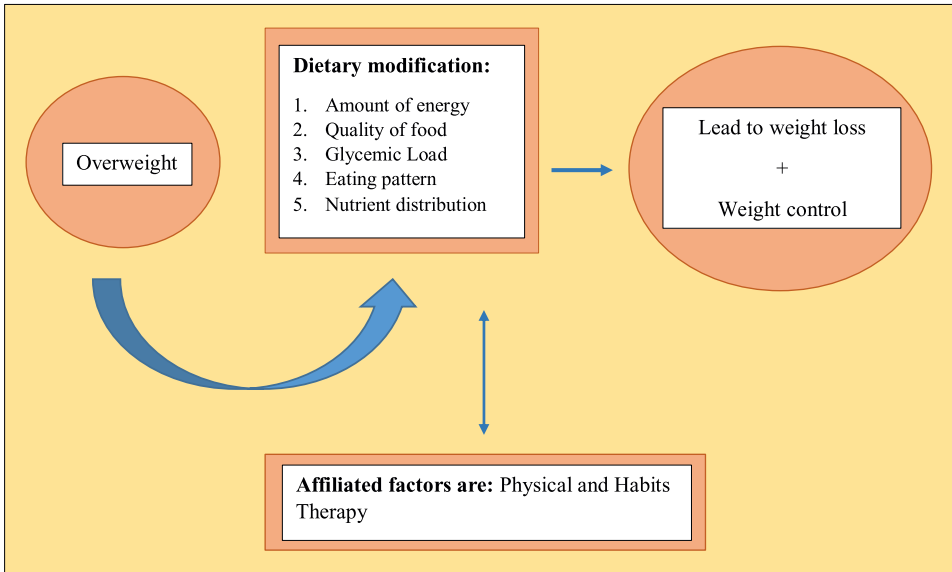 Overweight
Dietary modification:
1. Amount of energy
2. Quality of food
3. Glycemic Load
4. Eating pattern
5. Nutrient distribution
Lead to weight loss
+
Weight control
Affiliated factors are: Physical and Habits
Therapy